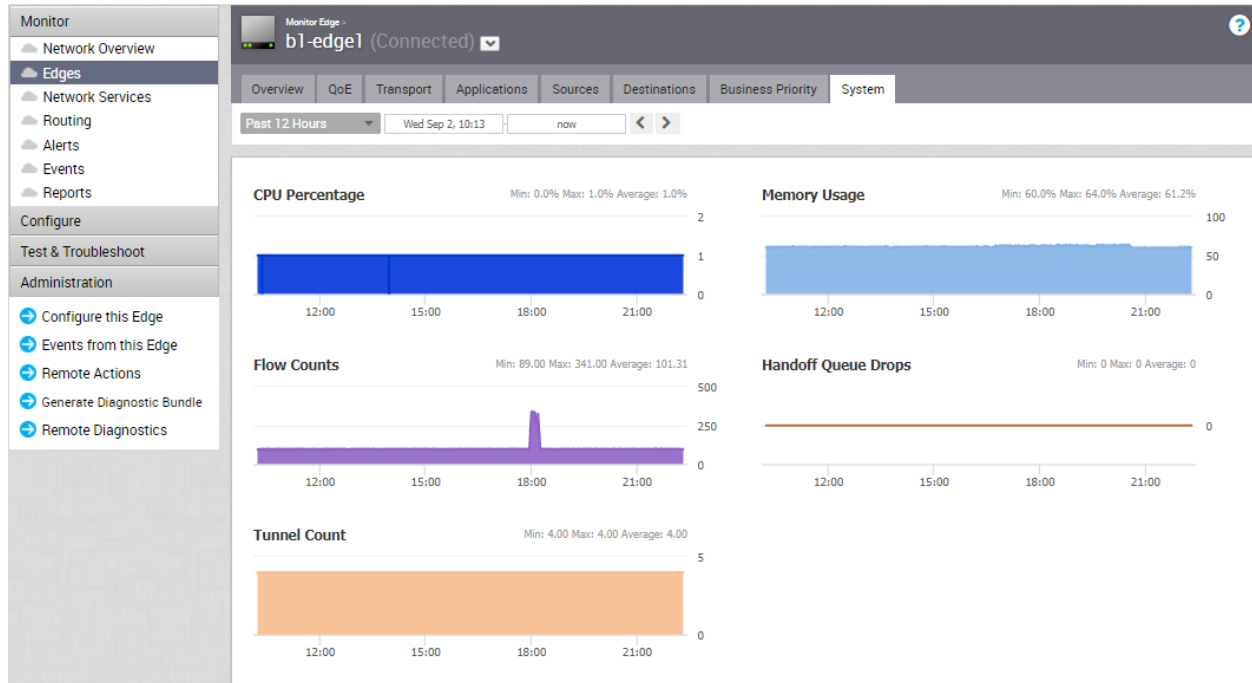 Monitor
Network Overview
Edges
Network Services
Routing
Alerts
Events
Reports
Configure
Test & Troubleshoot
Administration
Configure this Edge
Events from this Edge
Remote Actions
Generate Diagnostic Bundle
Remote Diagnostics
Monitor Edge >
b1-edge1 (Connected)
?
Overview QoE Transport Applications Sources Destinations Business Priority System
Past 12 Hours Wed Sep 2, 10:13 - now < >
CPU Percentage Min: 0.0% Max: 1.0% Average: 1.0%
2
1
0
12:00 15:00 18:00 21:00
Memory Usage Min: 60.0% Max: 64.0% Average: 61.2%
100
50
0
12:00 15:00 18:00 21:00
Flow Counts Min: 89.00 Max: 341.00 Average: 101.31
500
250
0
12:00 15:00 18:00 21:00
Handoff Queue Drops Min: 0 Max: 0 Average: 0
0
12:00 15:00 18:00 21:00
Tunnel Count Min: 4.00 Max: 4.00 Average: 4.00
5
0
12:00 15:00 18:00 21:00